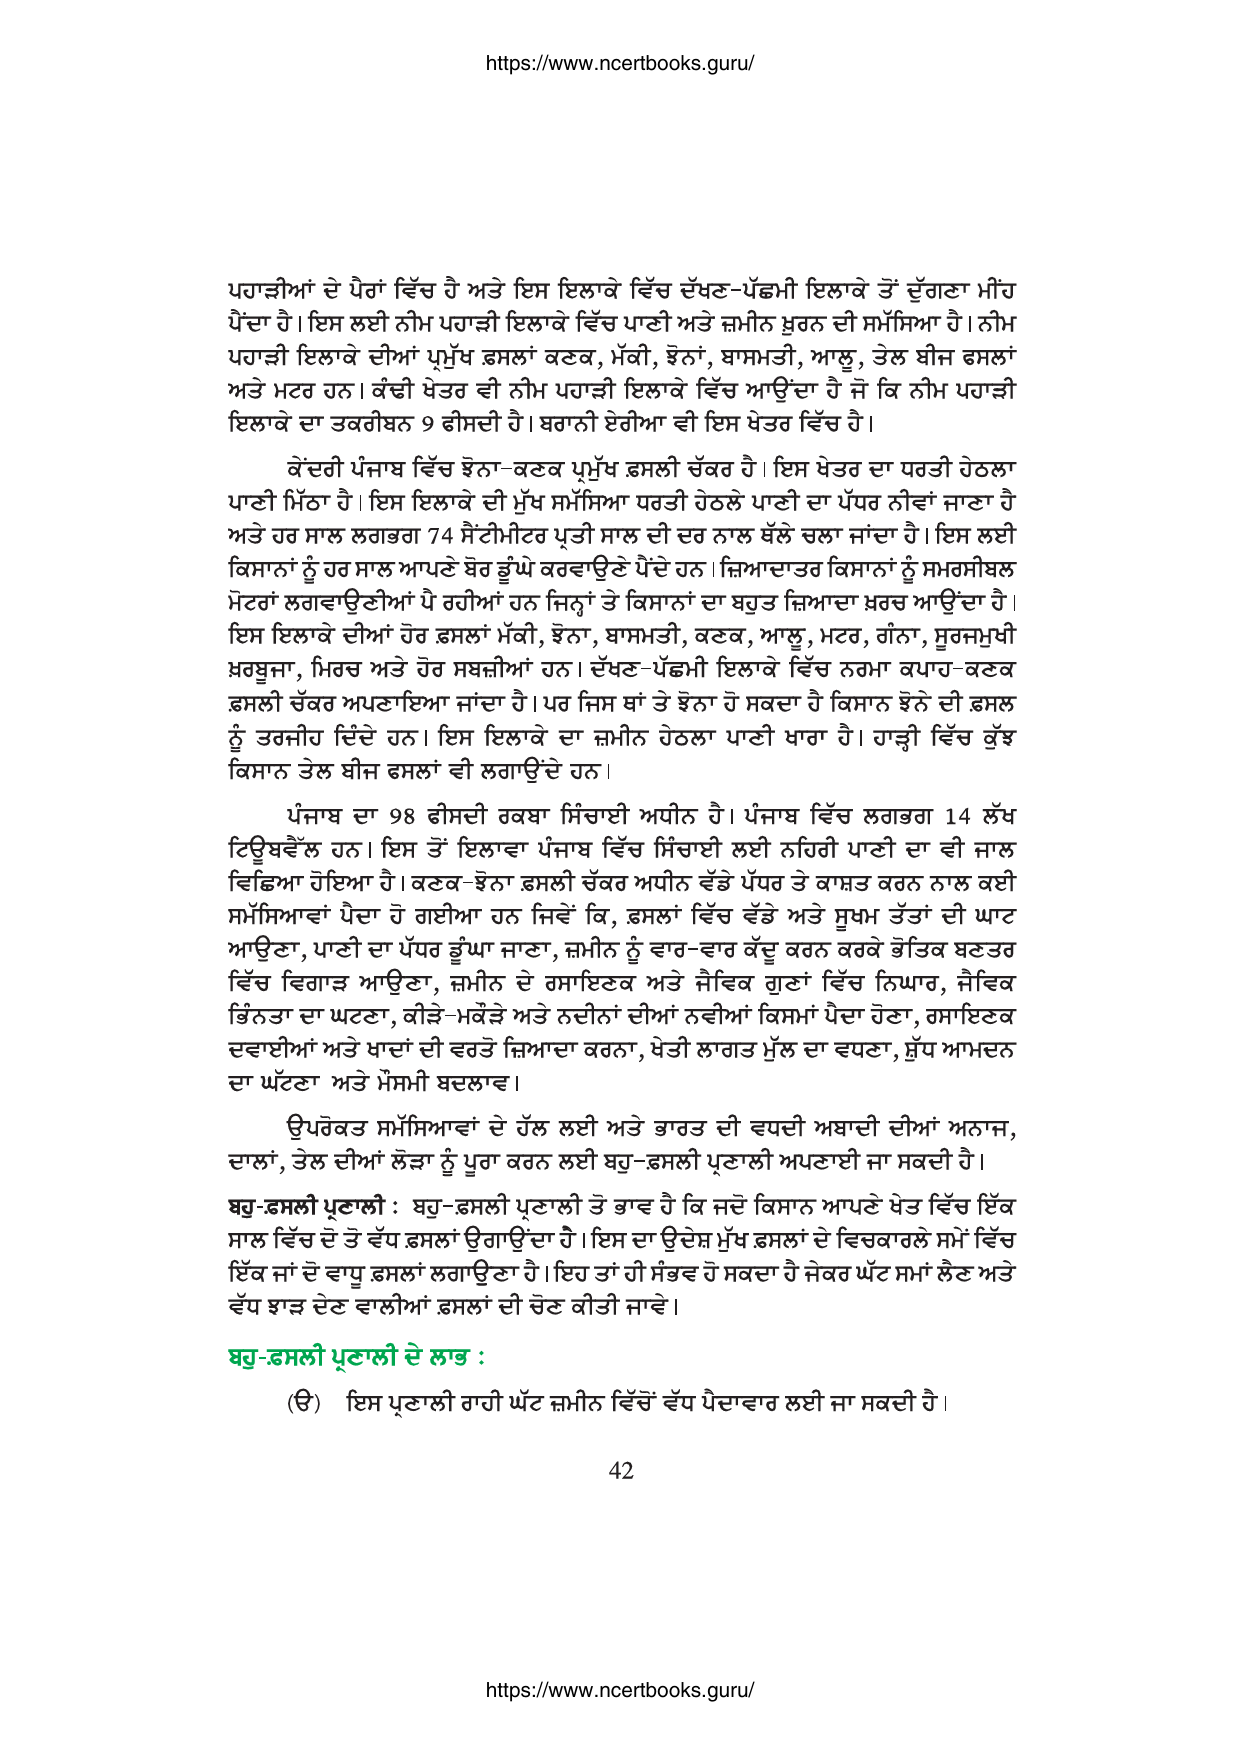 https://www.ncertbooks.guru/
ਪਹਾੜੀਆਂ ਦੇ ਪੈਰਾਂ ਵਿੱਚ ਹੈ ਅਤੇ ਇਸ ਇਲਾਕੇ ਵਿੱਚ ਦੱਖਣ-ਪੱਛਮੀ ਇਲਾਕੇ ਤੋਂ ਦੁੱਗਣਾ ਮੀਂਹ
ਪੈਂਦਾ ਹੈ। ਇਸ ਲਈ ਨੀਮ ਪਹਾੜੀ ਇਲਾਕੇ ਵਿੱਚ ਪਾਣੀ ਅਤੇ ਜ਼ਮੀਨ ਖ਼ੁਰਨ ਦੀ ਸਮੱਸਿਆ ਹੈ। ਨੀਮ
ਪਹਾੜੀ ਇਲਾਕੇ ਦੀਆਂ ਪ੍ਰਮੁੱਖ ਫ਼ਸਲਾਂ ਕਣਕ, ਮੱਕੀ, ਝੋਨਾਂ, ਬਾਸਮਤੀ, ਆਲੂ, ਤੇਲ ਬੀਜ ਫਸਲਾਂ
ਅਤੇ ਮਟਰ ਹਨ। ਕੰਢੀ ਖੇਤਰ ਵੀ ਨੀਮ ਪਹਾੜੀ ਇਲਾਕੇ ਵਿੱਚ ਆਉਂਦਾ ਹੈ ਜੋ ਕਿ ਨੀਮ ਪਹਾੜੀ
ਇਲਾਕੇ ਦਾ ਤਕਰੀਬਨ 9 ਫੀਸਦੀ ਹੈ। ਬਰਾਨੀ ਏਰੀਆ ਵੀ ਇਸ ਖੇਤਰ ਵਿੱਚ ਹੈ।
ਕੇਂਦਰੀ ਪੰਜਾਬ ਵਿੱਚ ਝੋਨਾ-ਕਣਕ ਪ੍ਰਮੁੱਖ ਫ਼ਸਲੀ ਚੱਕਰ ਹੈ। ਇਸ ਖੇਤਰ ਦਾ ਧਰਤੀ ਹੇਠਲਾ
ਪਾਣੀ ਮਿੱਠਾ ਹੈ। ਇਸ ਇਲਾਕੇ ਦੀ ਮੁੱਖ ਸਮੱਸਿਆ ਧਰਤੀ ਹੇਠਲੇ ਪਾਣੀ ਦਾ ਪੱਧਰ ਨੀਵਾਂ ਜਾਣਾ ਹੈ
ਅਤੇ ਹਰ ਸਾਲ ਲਗਭਗ 74 ਸੈਂਟੀਮੀਟਰ ਪ੍ਰਤੀ ਸਾਲ ਦੀ ਦਰ ਨਾਲ ਥੱਲੇ ਚਲਾ ਜਾਂਦਾ ਹੈ। ਇਸ ਲਈ
ਕਿਸਾਨਾਂ ਨੂੰ ਹਰ ਸਾਲ ਆਪਣੇ ਬੋਰ ਡੂੰਘੇ ਕਰਵਾਉਣੇ ਪੈਂਦੇ ਹਨ। ਜ਼ਿਆਦਾਤਰ ਕਿਸਾਨਾਂ ਨੂੰ ਸਮਰਸੀਬਲ
ਮੋਟਰਾਂ ਲਗਵਾਉਣੀਆਂ ਪੈ ਰਹੀਆਂ ਹਨ ਜਿਨ੍ਹਾਂ ਤੇ ਕਿਸਾਨਾਂ ਦਾ ਬਹੁਤ ਜ਼ਿਆਦਾ ਖ਼ਰਚ ਆਉਂਦਾ ਹੈ।
ਇਸ ਇਲਾਕੇ ਦੀਆਂ ਹੋਰ ਫ਼ਸਲਾਂ ਮੱਕੀ, ਝੋਨਾ, ਬਾਸਮਤੀ, ਕਣਕ, ਆਲੂ, ਮਟਰ, ਗੰਨਾ, ਸੂਰਜਮੁਖੀ
ਖ਼ਰਬੂਜਾ, ਮਿਰਚ ਅਤੇ ਹੋਰ ਸਬਜ਼ੀਆਂ ਹਨ। ਦੱਖਣ-ਪੱਛਮੀ ਇਲਾਕੇ ਵਿੱਚ ਨਰਮਾ ਕਪਾਹ-ਕਣਕ
ਫ਼ਸਲੀ ਚੱਕਰ ਅਪਣਾਇਆ ਜਾਂਦਾ ਹੈ। ਪਰ ਜਿਸ ਥਾਂ ਤੇ ਝੋਨਾ ਹੋ ਸਕਦਾ ਹੈ ਕਿਸਾਨ ਝੋਨੇ ਦੀ ਫ਼ਸਲ
ਨੂੰ ਤਰਜੀਹ ਦਿੰਦੇ ਹਨ। ਇਸ ਇਲਾਕੇ ਦਾ ਜ਼ਮੀਨ ਹੇਠਲਾ ਪਾਣੀ ਖਾਰਾ ਹੈ। ਹਾੜ੍ਹੀ ਵਿੱਚ ਕੁੱਝ
ਕਿਸਾਨ ਤੇਲ ਬੀਜ ਫਸਲਾਂ ਵੀ ਲਗਾਉਂਦੇ ਹਨ।
ਪੰਜਾਬ ਦਾ 98 ਫੀਸਦੀ ਰਕਬਾ ਸਿੰਚਾਈ ਅਧੀਨ ਹੈ। ਪੰਜਾਬ ਵਿੱਚ ਲਗਭਗ 14 ਲੱਖ
ਟਿਊਬਵੈੱਲ ਹਨ। ਇਸ ਤੋਂ ਇਲਾਵਾ ਪੰਜਾਬ ਵਿੱਚ ਸਿੰਚਾਈ ਲਈ ਨਹਿਰੀ ਪਾਣੀ ਦਾ ਵੀ ਜਾਲ
ਵਿਛਿਆ ਹੋਇਆ ਹੈ। ਕਣਕ-ਝੋਨਾ ਫ਼ਸਲੀ ਚੱਕਰ ਅਧੀਨ ਵੱਡੇ ਪੱਧਰ ਤੇ ਕਾਸ਼ਤ ਕਰਨ ਨਾਲ ਕਈ
ਸਮੱਸਿਆਵਾਂ ਪੈਦਾ ਹੋ ਗਈਆ ਹਨ ਜਿਵੇਂ ਕਿ, ਫ਼ਸਲਾਂ ਵਿੱਚ ਵੱਡੇ ਅਤੇ ਸੂਖਮ ਤੱਤਾਂ ਦੀ ਘਾਟ
ਆਉਣਾ, ਪਾਣੀ ਦਾ ਪੱਧਰ ਡੂੰਘਾ ਜਾਣਾ, ਜ਼ਮੀਨ ਨੂੰ ਵਾਰ-ਵਾਰ ਕੱਦੂ ਕਰਨ ਕਰਕੇ ਭੋਤਿਕ ਬਣਤਰ
ਵਿੱਚ ਵਿਗਾੜ ਆਉਣਾ, ਜ਼ਮੀਨ ਦੇ ਰਸਾਇਣਕ ਅਤੇ ਜੈਵਿਕ ਗੁਣਾਂ ਵਿੱਚ ਨਿਘਾਰ, ਜੈਵਿਕ
ਭਿੰਨਤਾ ਦਾ ਘਟਣਾ, ਕੀੜੇ-ਮਕੌੜੇ ਅਤੇ ਨਦੀਨਾਂ ਦੀਆਂ ਨਵੀਆਂ ਕਿਸਮਾਂ ਪੈਦਾ ਹੋਣਾ, ਰਸਾਇਣਕ
ਦਵਾਈਆਂ ਅਤੇ ਖਾਦਾਂ ਦੀ ਵਰਤੋ ਜ਼ਿਆਦਾ ਕਰਨਾ, ਖੇਤੀ ਲਾਗਤ ਮੁੱਲ ਦਾ ਵਧਣਾ, ਸ਼ੁੱਧ ਆਮਦਨ
ਦਾ ਘੱਟਣਾ ਅਤੇ ਮੌਸਮੀ ਬਦਲਾਵ।
ਉਪਰੋਕਤ ਸਮੱਸਿਆਵਾਂ ਦੇ ਹੱਲ ਲਈ ਅਤੇ ਭਾਰਤ ਦੀ ਵਧਦੀ ਅਬਾਦੀ ਦੀਆਂ ਅਨਾਜ,
ਦਾਲਾਂ, ਤੇਲ ਦੀਆਂ ਲੋੜਾ ਨੂੰ ਪੂਰਾ ਕਰਨ ਲਈ ਬਹੁ-ਫ਼ਸਲੀ ਪ੍ਰਣਾਲੀ ਅਪਣਾਈ ਜਾ ਸਕਦੀ ਹੈ।
ਬਹੁ-ਫ਼ਸਲੀ ਪ੍ਰਣਾਲੀ : ਬਹੁ-ਫ਼ਸਲੀ ਪ੍ਰਣਾਲੀ ਤੋ ਭਾਵ ਹੈ ਕਿ ਜਦੋ ਕਿਸਾਨ ਆਪਣੇ ਖੇਤ ਵਿੱਚ ਇੱਕ
ਸਾਲ ਵਿੱਚ ਦੋ ਤੋ ਵੱਧ ਫ਼ਸਲਾਂ ਉਗਾਉਂਦਾ ਹੈ। ਇਸ ਦਾ ਉਦੇਸ਼ ਮੁੱਖ ਫ਼ਸਲਾਂ ਦੇ ਵਿਚਕਾਰਲੇ ਸਮੇਂ ਵਿੱਚ
ਇੱਕ ਜਾਂ ਦੋ ਵਾਧੂ ਫ਼ਸਲਾਂ ਲਗਾਉਣਾ ਹੈ। ਇਹ ਤਾਂ ਹੀ ਸੰਭਵ ਹੋ ਸਕਦਾ ਹੈ ਜੇਕਰ ਘੱਟ ਸਮਾਂ ਲੈਣ ਅਤੇ
ਵੱਧ ਝਾੜ ਦੇਣ ਵਾਲੀਆਂ ਫ਼ਸਲਾਂ ਦੀ ਚੋਣ ਕੀਤੀ ਜਾਵੇ।
ਬਹੁ-ਫ਼ਸਲੀ ਪ੍ਰਣਾਲੀ ਦੇ ਲਾਭ :
(ੳ) ਇਸ ਪ੍ਰਣਾਲੀ ਰਾਹੀ ਘੱਟ ਜ਼ਮੀਨ ਵਿੱਚੋਂ ਵੱਧ ਪੈਦਾਵਾਰ ਲਈ ਜਾ ਸਕਦੀ ਹੈ।
42
https://www.ncertbooks.guru/